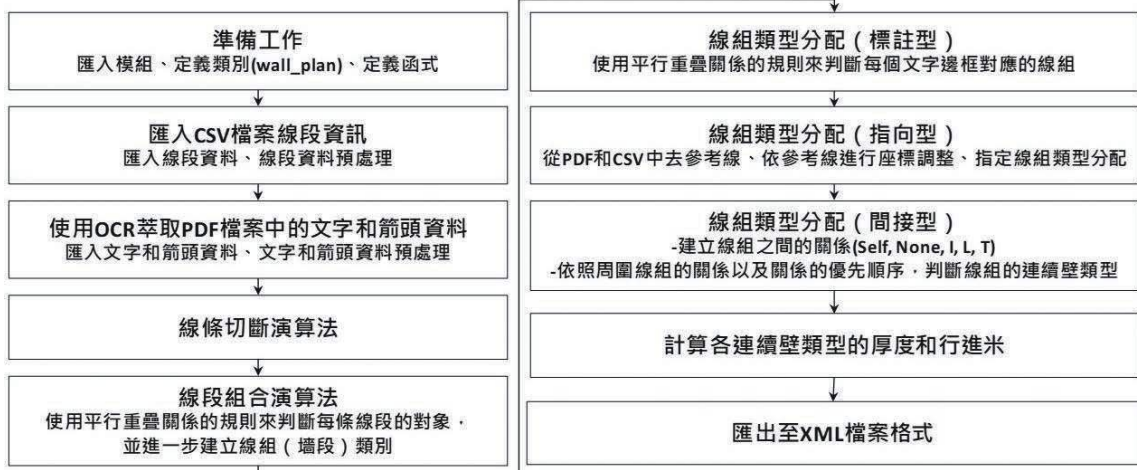 準備工作
匯入模組、定義類別(wall_plan)、定義函式
匯入CSV檔案線段資訊
匯入線段資料、線段資料預處理
使用OCR萃取PDF檔案中的文字和箭頭資料
匯入文字和箭頭資料、文字和箭頭資料預處理
線條切斷演算法
線段組合演算法
使用平行重疊關係的規則來判斷每條線段的對象，
並進一步建立線組（墻段）類別
線組類型分配（標註型）
使用平行重疊關係的規則來判斷每個文字邊框對應的線組
線組類型分配（指向型）
從PDF和CSV中去參考線、依參考線進行座標調整、指定線組類型分配
線組類型分配（間接型）
-建立線組之間的關係(Self, None, I, L, T)
-依照周圍線組的關係以及關係的優先順序，判斷線組的連續壁類型
計算各連續壁類型的厚度和行進米
匯出至XML檔案格式